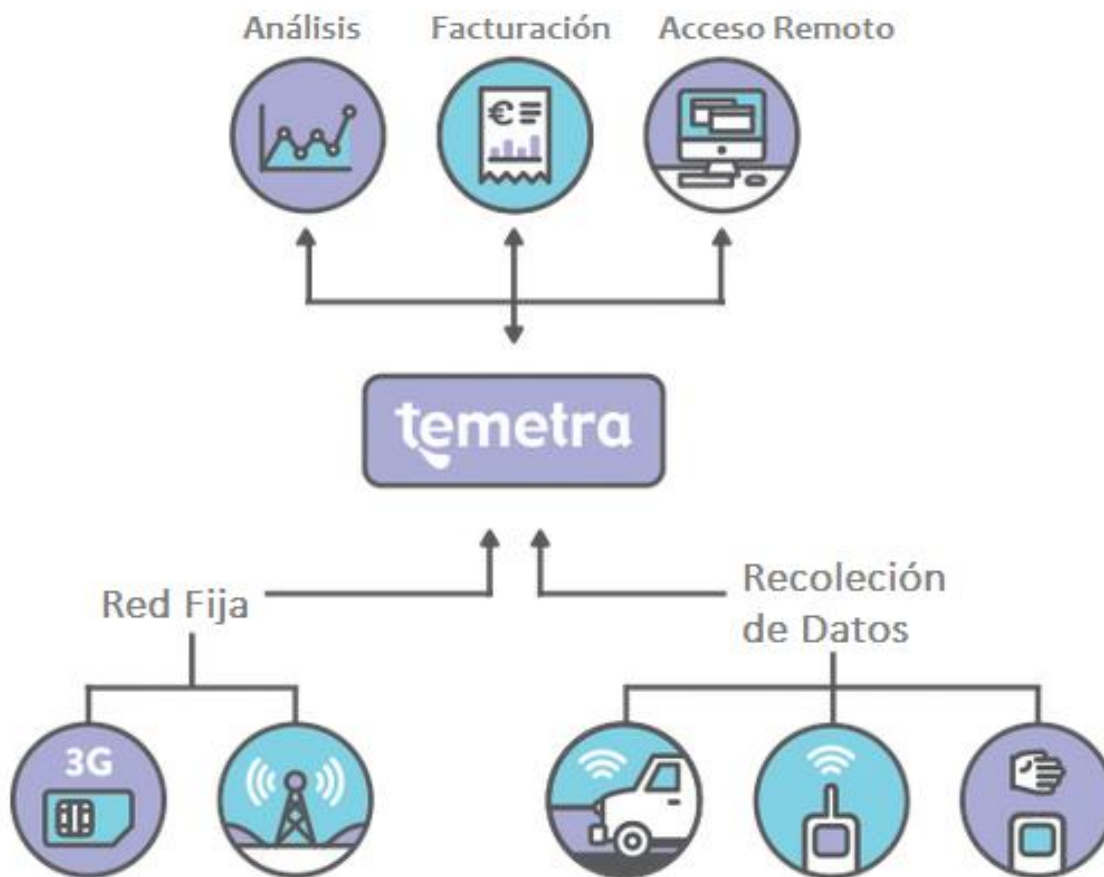 Análisis
Facturación
Acceso Remoto
€
temetra
Red Fija
Recoleción
de Datos
3G